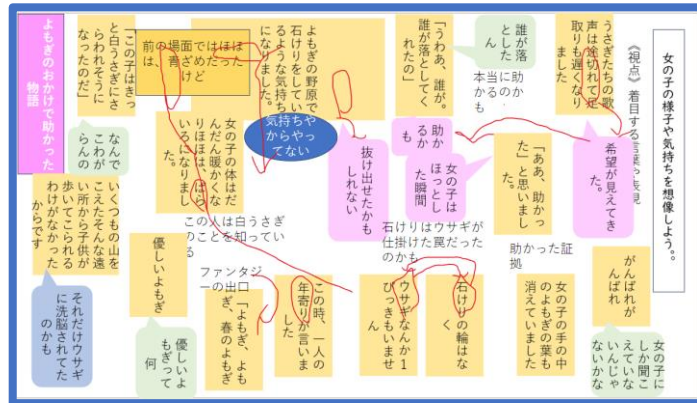 女の子の様子や気持ちを想像しよう。
《視点》着目する言葉や表現
うさぎたちの歌
声は途切れて足
取りも遅くなり
ました
誰が落
とした
ん
「うわあ、誰が。
誰が落としてく
れたの」
本当に助か
るのか
かも
よもぎの野原で
石けりをしてい
るような気持ち
になりました。
前の場面ではほほ
は、青ざめだった
けど
「この子はきっ
と白うさぎにさ
らわれそうに
なったのだ」
よもぎのおかげで助かった
物語
希望が見えてき
た。
助か
るか
も
「ああ、助かっ
た」と思いまし
た。
女の子は
ほっとし
た瞬間
抜け出せたかも
しれない
気持ちや
からやっ
てない
女の子の体はだ
んだん暖かくな
りほほは、ばら
いろになりまし
た。
なんで
こわが
らんの
いくつもの山を
こえたそんな遠
い所から子供が
歩いてこられる
わけがなかった
からです
がんばれが
んばれ
女の子に
しか聞こ
えていな
いんじゃ
ないかな
助かった証
拠
女の子の手の中
のよもぎの葉も
消えていました
石けりはウサギが
仕掛けた罠だった
のかも
石けりの輪はな
く
ウサギなんか1
ぴっきもいませ
ん
この人は白うさぎ
のことを知っている
この時、一人の
年寄りが言いま
した
ファンタジ
ーの出口
「よもぎ、よも
ぎ、春のよもぎ
優しいよもぎ
優しいよ
もぎって
何
それだけウサギ
に洗脳されてた
のかも